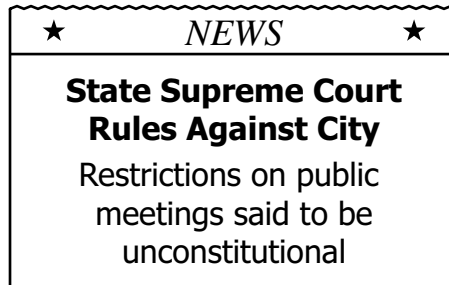 ★ NEWS ★
State Supreme Court
Rules Against City
Restrictions on public
meetings said to be
unconstitutional